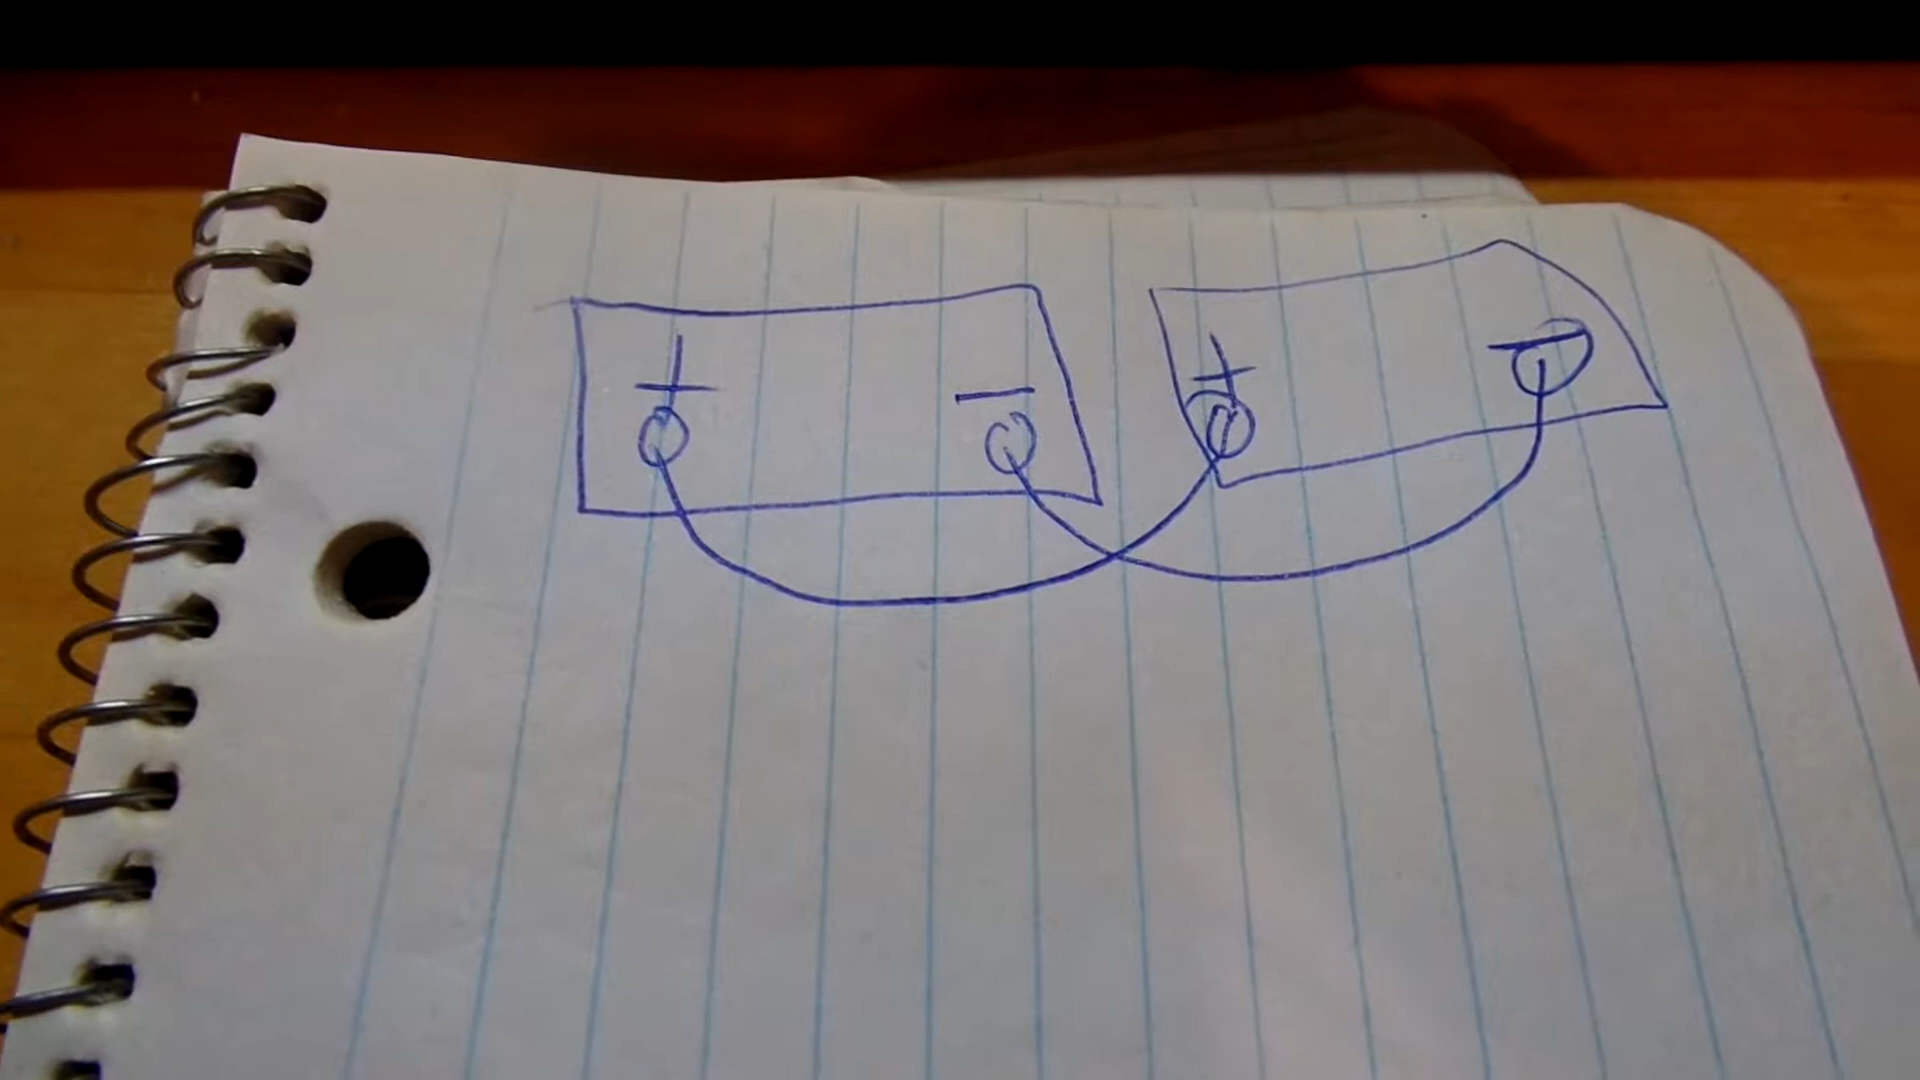 + − + −